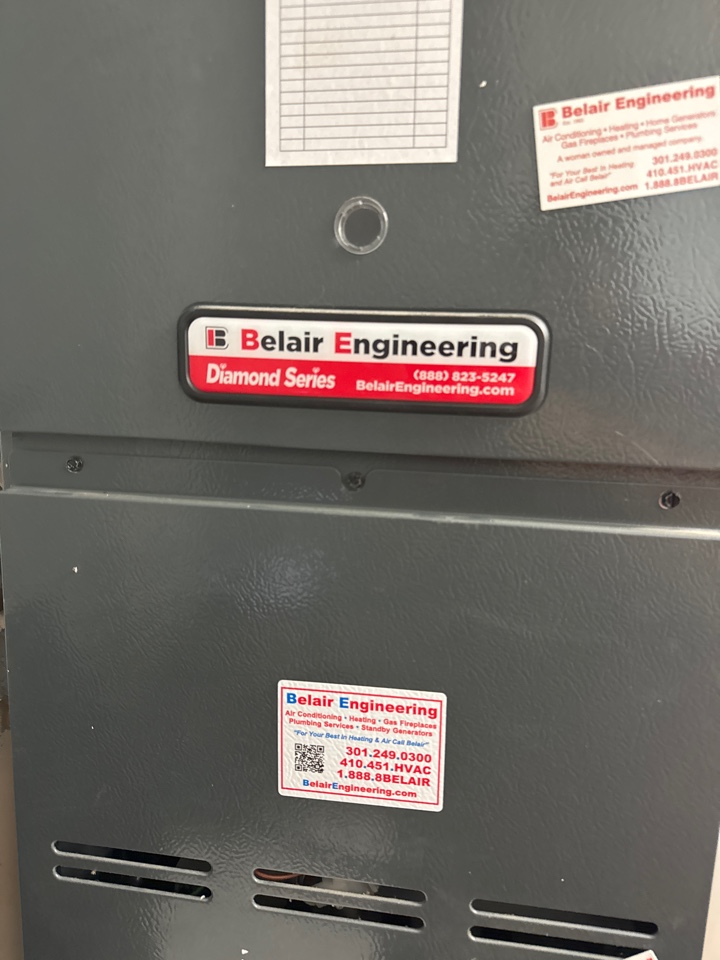 B Belair Engineering
Air Conditioning • Heating • Home Generators
Gas Fireplaces • Plumbing Services
A woman owned and managed company.
"For Your Best in Heating
and Air Call Belair"
301.249.0300
410.451.HVAC
BelairEngineering.com 1.888.8BELAIR
B Belair Engineering
Diamond Series
(888) 823-5247
BelairEngineering.com
Belair Engineering
Air Conditioning • Heating • Gas Fireplaces
Plumbing Services • Standby Generators
"For Your Best in Heating & Air Call Belair"
301.249.0300
410.451.HVAC
1.888.8BELAIR
BelairEngineering.com